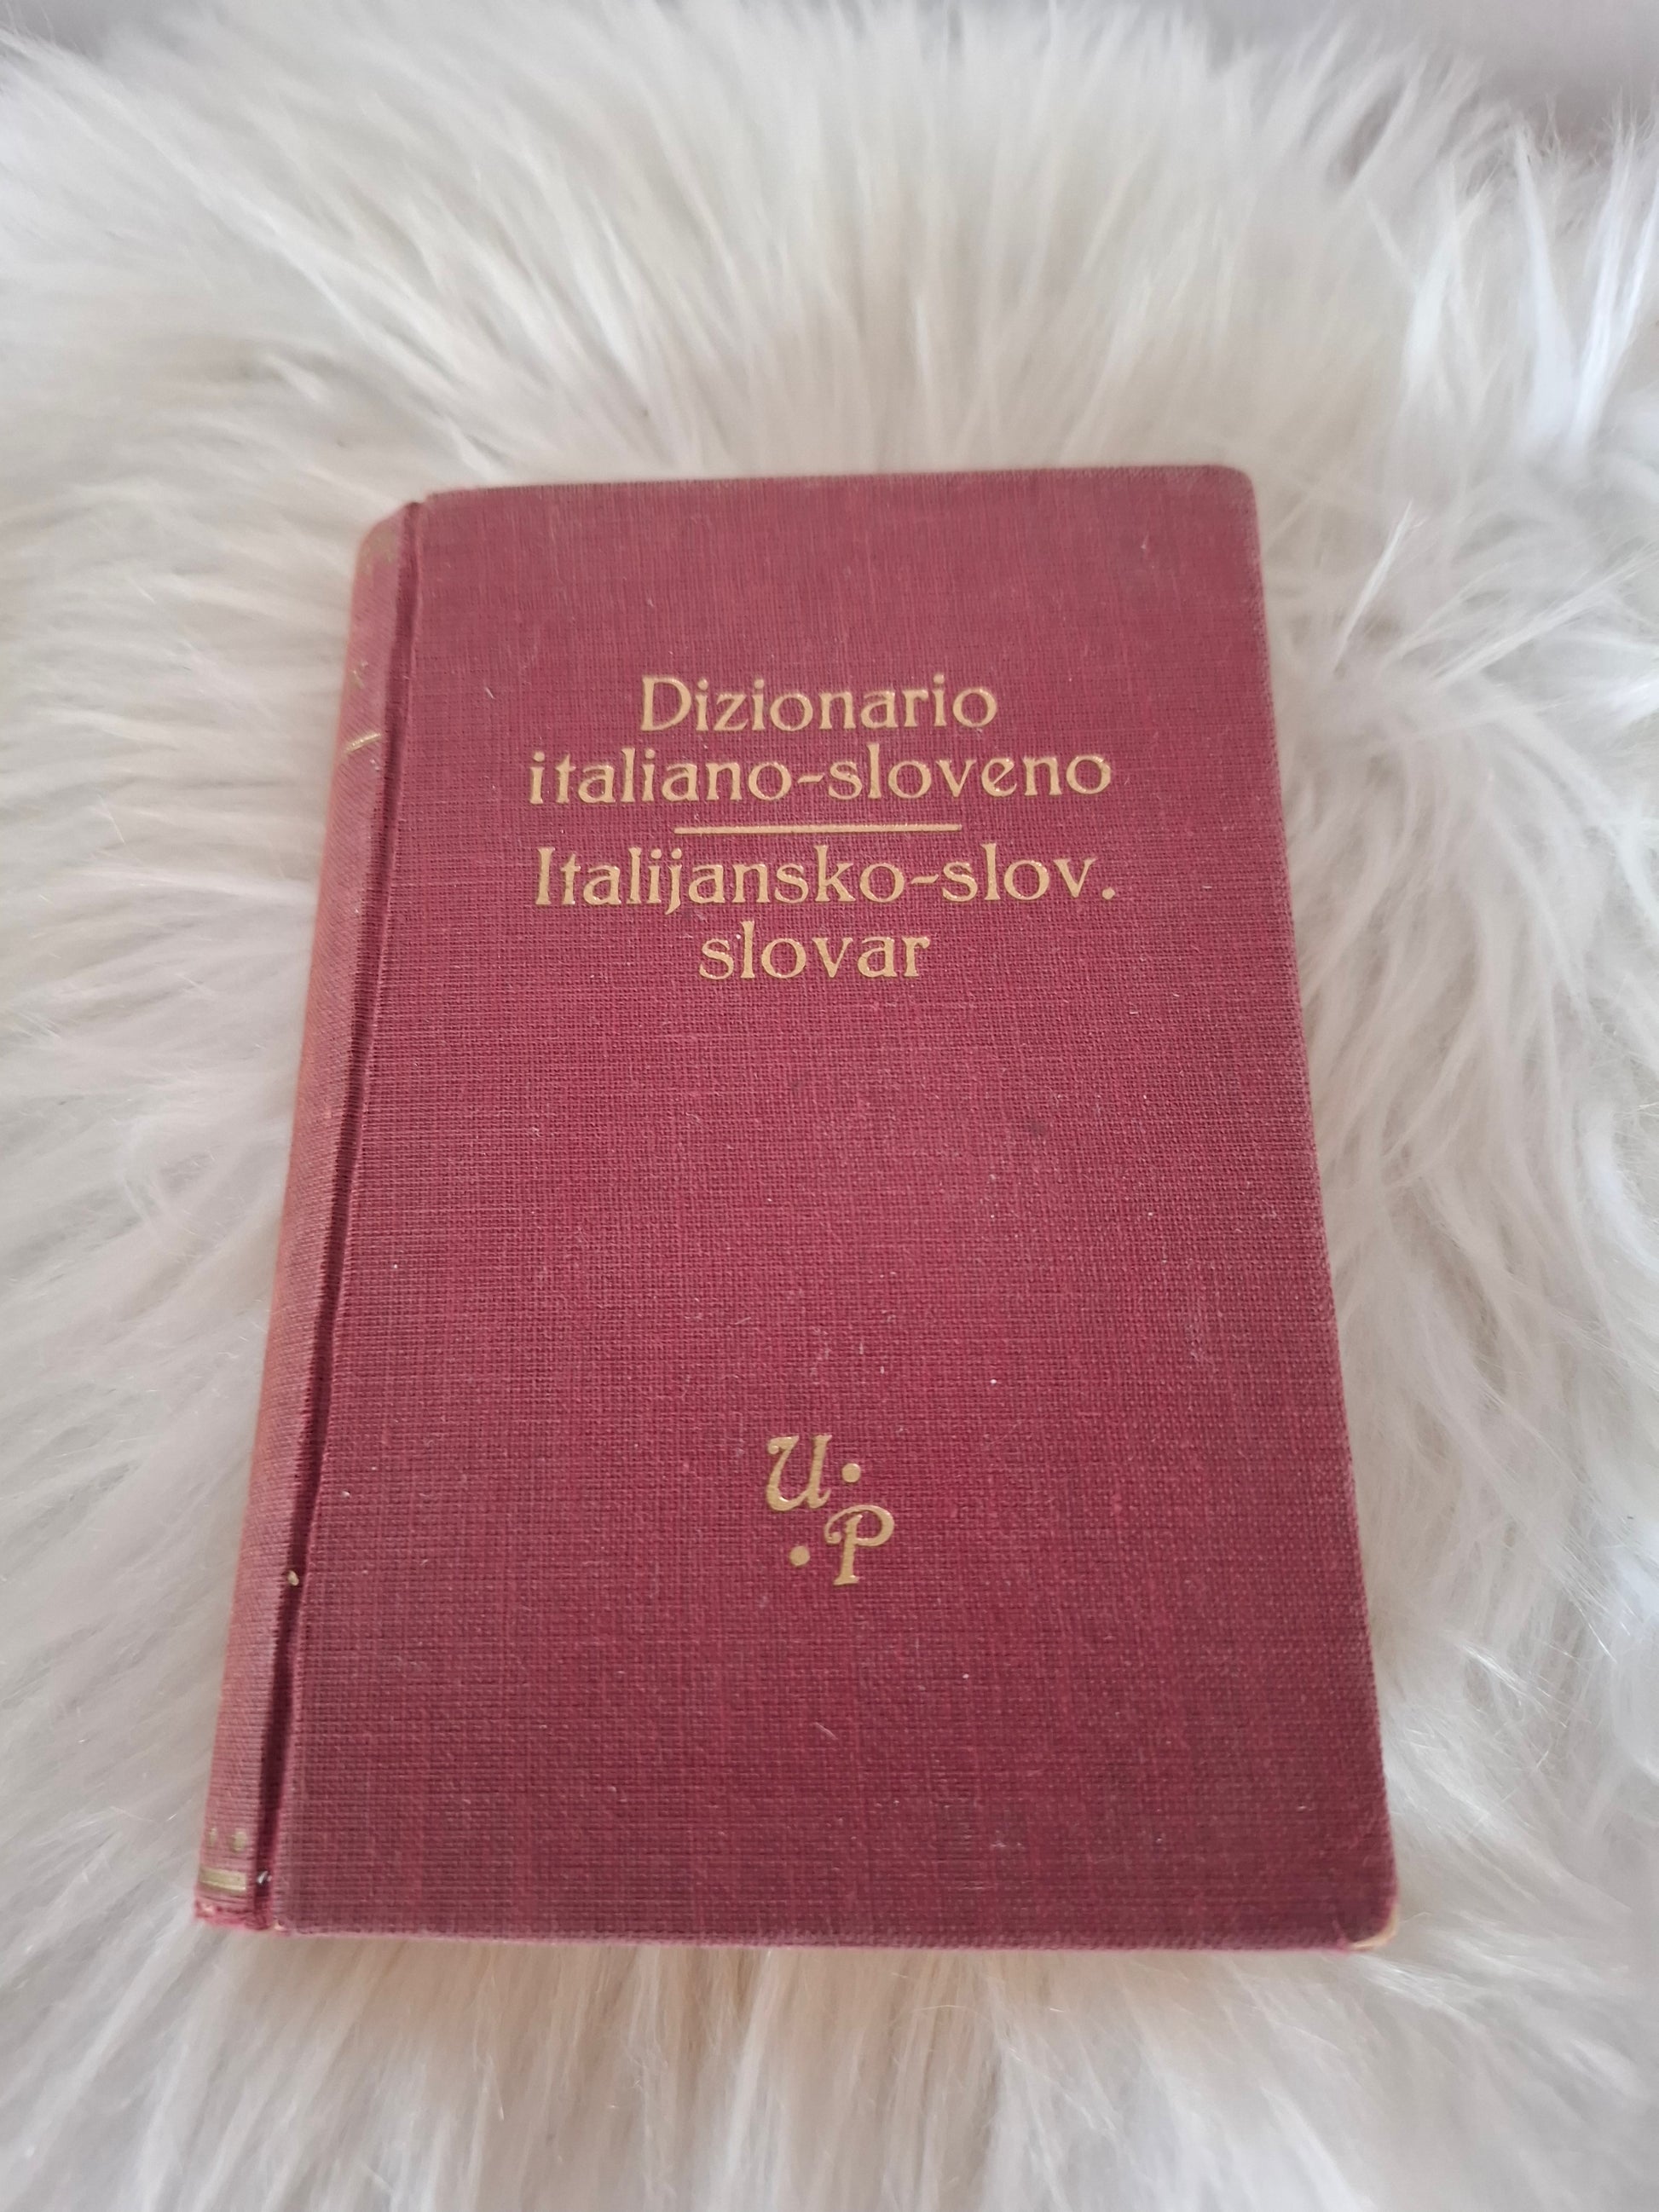 Dizionario
italiano-sloveno
Italijansko-slov.
slovar
U.
.P